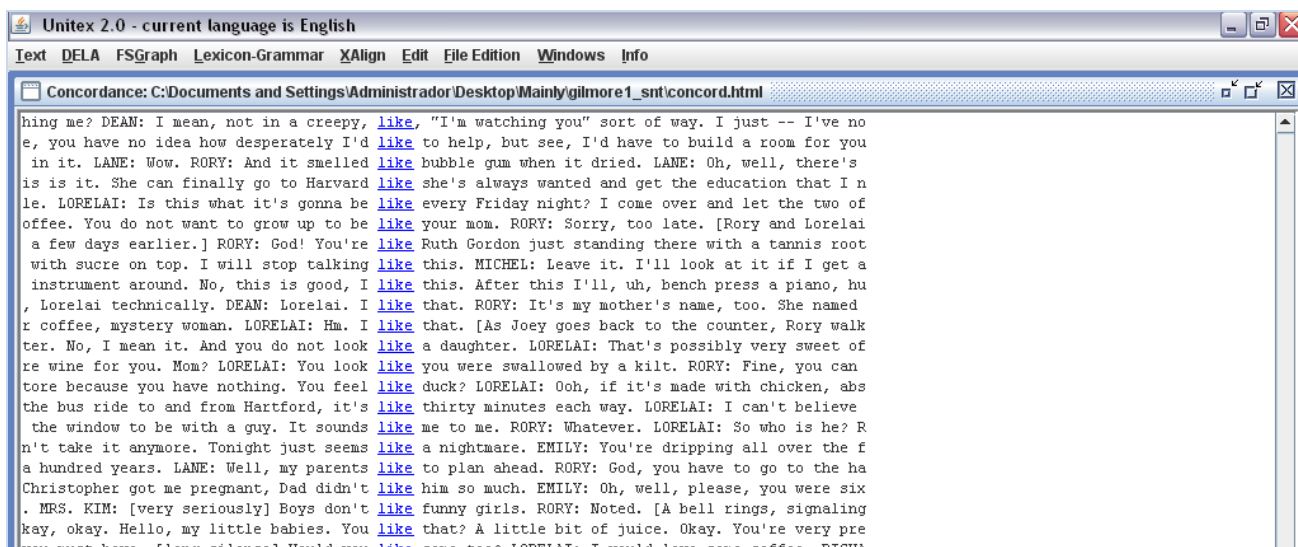 Unitex 2.0 - current language is English
Text DELA FSGraph Lexicon-Grammar XAlign Edit File Edition Windows Info
Concordance: C:\Documents and Settings\Administrador\Desktop\Mainly\gilmore1_snt\concord.html
hing me? DEAN: I mean, not in a creepy, like, "I'm watching you" sort of way. I just -- I've no
e, you have no idea how desperately I'd like to help, but see, I'd have to build a room for you
in it. LANE: Wow. RORY: And it smelled like bubble gum when it dried. LANE: Oh, well, there's
is is it. She can finally go to Harvard like she's always wanted and get the education that I n
le. LORELAI: Is this what it's gonna be like every Friday night? I come over and let the two of
offee. You do not want to grow up to be like your mom. RORY: Sorry, too late. [Rory and Lorelai
a few days earlier.] RORY: God! You're like Ruth Gordon just standing there with a tannis root
with sucre on top. I will stop talking like this. MICHEL: Leave it. I'll look at it if I get a
instrument around. No, this is good, I like this. After this I'll, uh, bench press a piano, hu
, Lorelai technically. DEAN: Lorelai. I like that. RORY: It's my mother's name, too. She named
r coffee, mystery woman. LORELAI: Hm. I like that. [As Joey goes back to the counter, Rory walk
ter. No, I mean it. And you do not look like a daughter. LORELAI: That's possibly very sweet of
re wine for you. Mom? LORELAI: You look like you were swallowed by a kilt. RORY: Fine, you can
tore because you have nothing. You feel like duck? LORELAI: Ooh, if it's made with chicken, abs
the bus ride to and from Hartford, it's like thirty minutes each way. LORELAI: I can't believe
the window to be with a guy. It sounds like me to me. RORY: Whatever. LORELAI: So who is he? R
n't take it anymore. Tonight just seems like a nightmare. EMILY: You're dripping all over the f
a hundred years. LANE: Well, my parents like to plan ahead. RORY: God, you have to go to the ha
Christopher got me pregnant, Dad didn't like him so much. EMILY: Oh, well, please, you were six
. MRS. KIM: [very seriously] Boys don't like funny girls. RORY: Noted. [A bell rings, signaling
kay, okay. Hello, my little babies. You like that? A little bit of juice. Okay. You're very pre